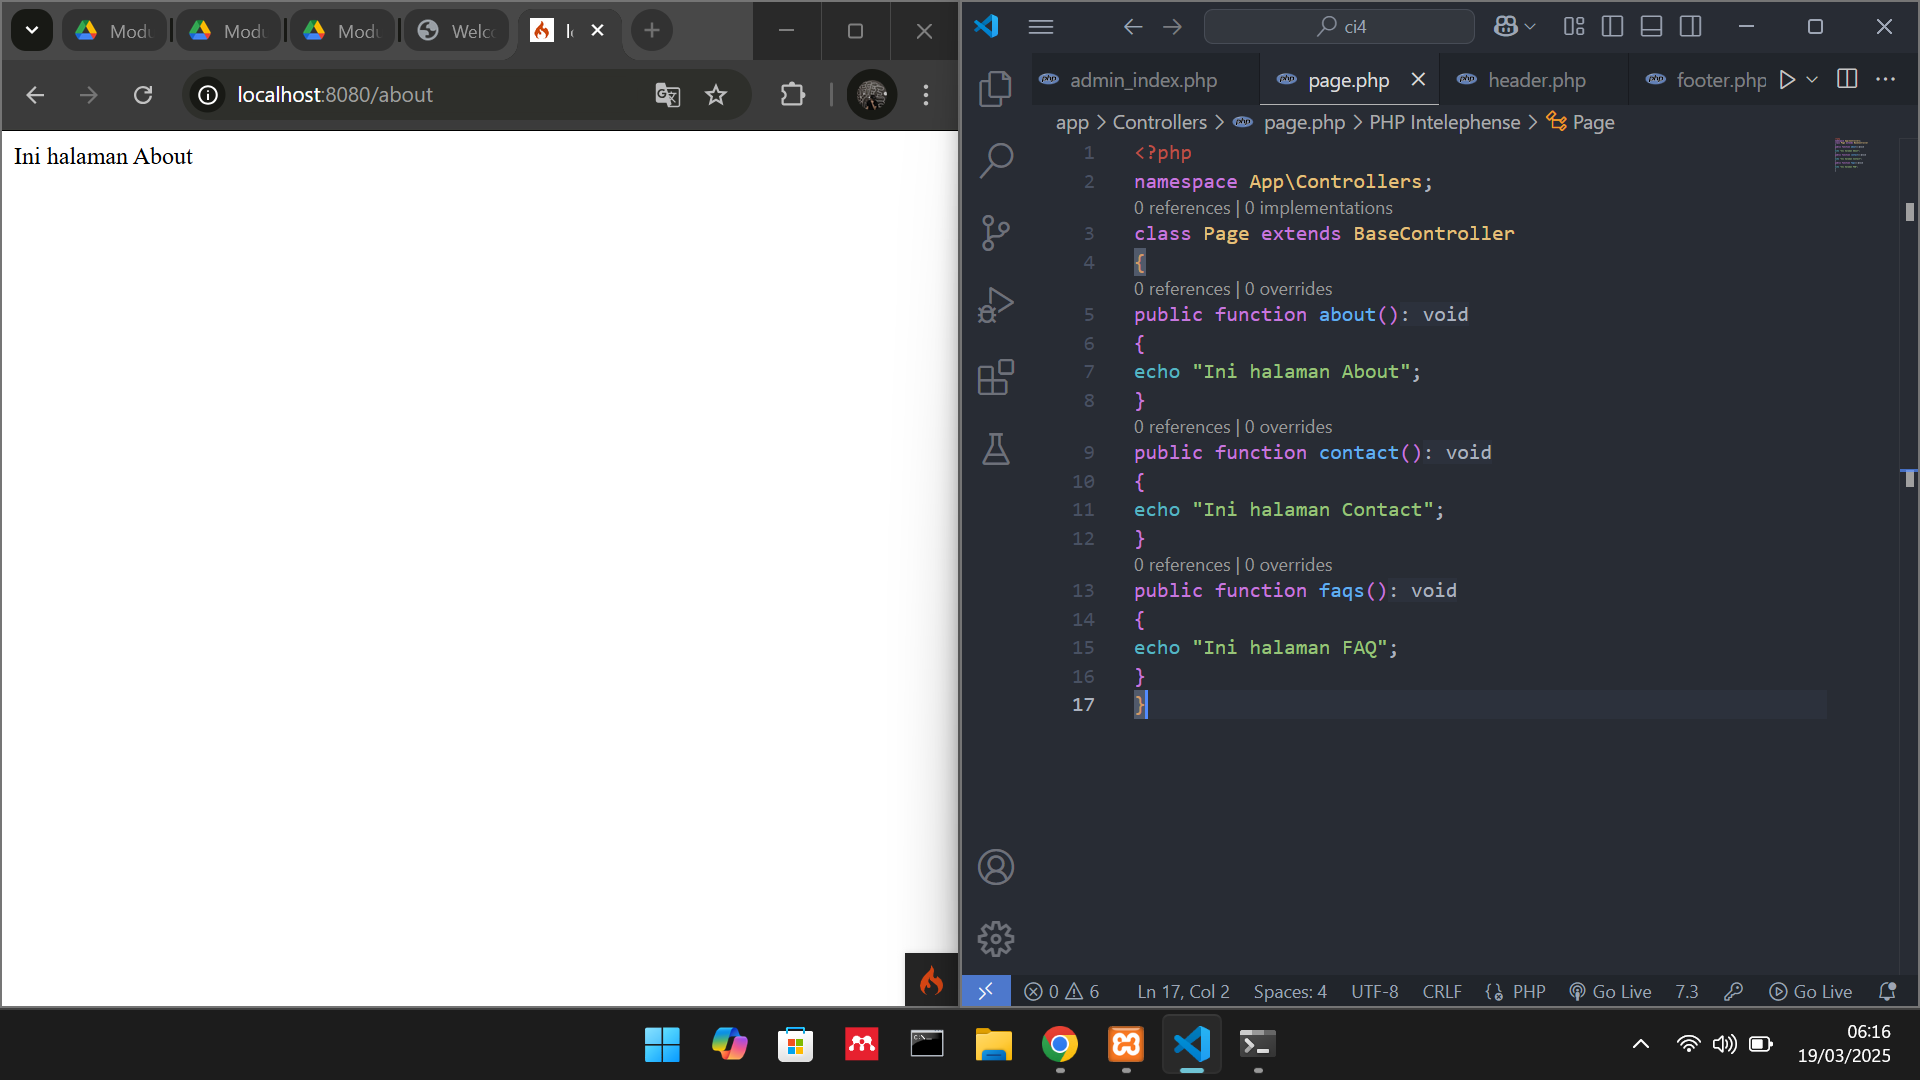 Modu
Modu
Modu
Welco
lo
localhost:8080/about
Ini halaman About
ci4
admin_index.php
page.php
header.php
footer.php
app > Controllers > page.php > PHP Intelephense > Page
1 <?php
2 namespace App\Controllers;
0 references | 0 implementations
3 class Page extends BaseController
4 {
0 references | 0 overrides
5 public function about(): void
6 {
7 echo "Ini halaman About";
8 }
0 references | 0 overrides
9 public function contact(): void
10 {
11 echo "Ini halaman Contact";
12 }
0 references | 0 overrides
13 public function faqs(): void
14 {
15 echo "Ini halaman FAQ";
16 }
17 }
0 6 Ln 17, Col 2 Spaces: 4 UTF-8 CRLF PHP Go Live 7.3 Go Live
06:16
19/03/2025